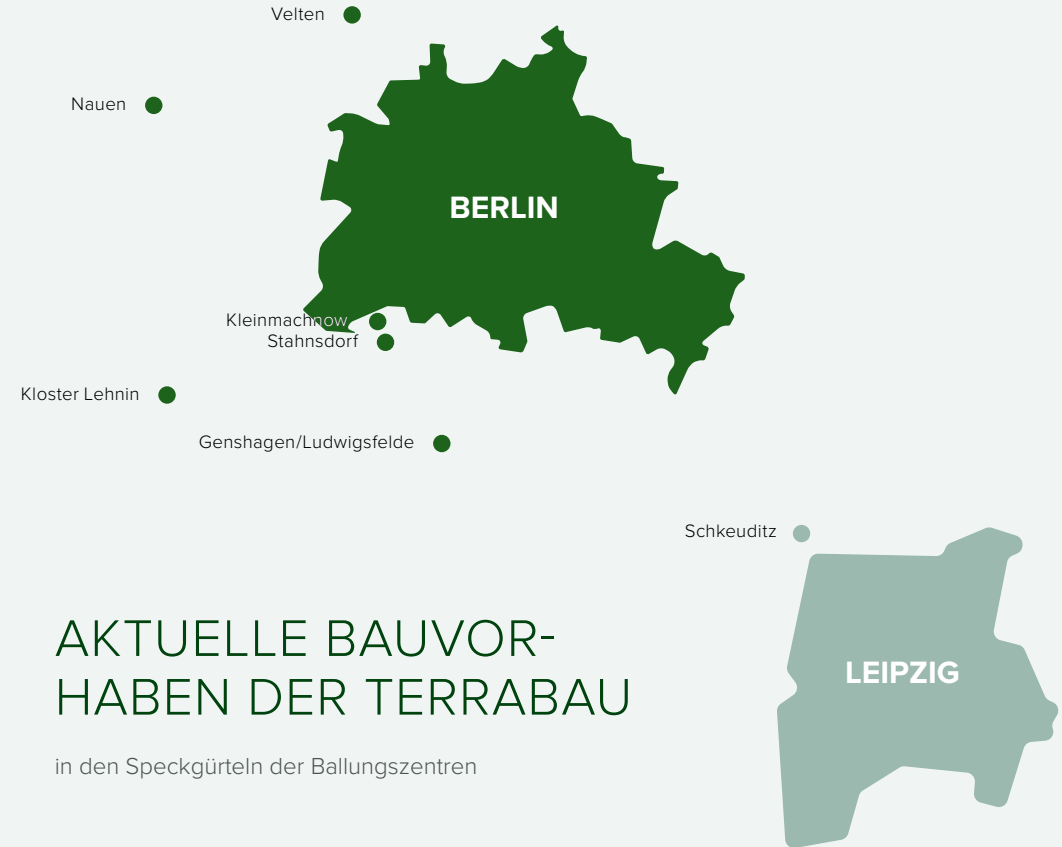 Velten
Nauen
BERLIN
Kleinmachnow
Stahnsdorf
Kloster Lehnin
Genshagen/Ludwigsfelde
Schkeuditz
AKTUELLE BAUVOR-
HABEN DER TERRABAU
LEIPZIG
in den Speckgürteln der Ballungszentren